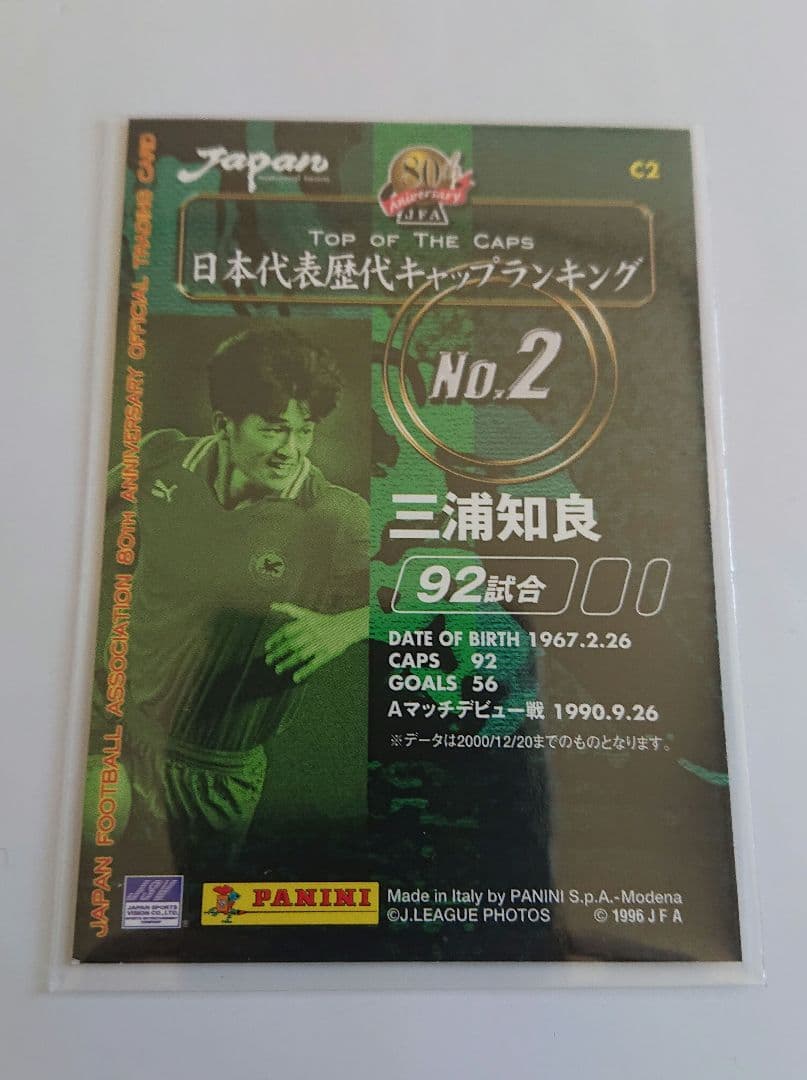 Japan
national team
80th
Anniversary
JFA
C2
TOP OF THE CAPS
日本代表歴代キャップランキング
No.2
三浦知良
92試合
DATE OF BIRTH 1967.2.26
CAPS 92
GOALS 56
Aマッチデビュー戦 1990.9.26
※データは2000/12/20までのものとなります。
JAPAN FOOTBALL ASSOCIATION 80TH ANNIVERSARY OFFICIAL TRADING CARD
JAPAN SPORTS
VISION CO.,LTD.
PANINI
Made in Italy by PANINI S.p.A.-Modena
©J.LEAGUE PHOTOS © 1996 J F A